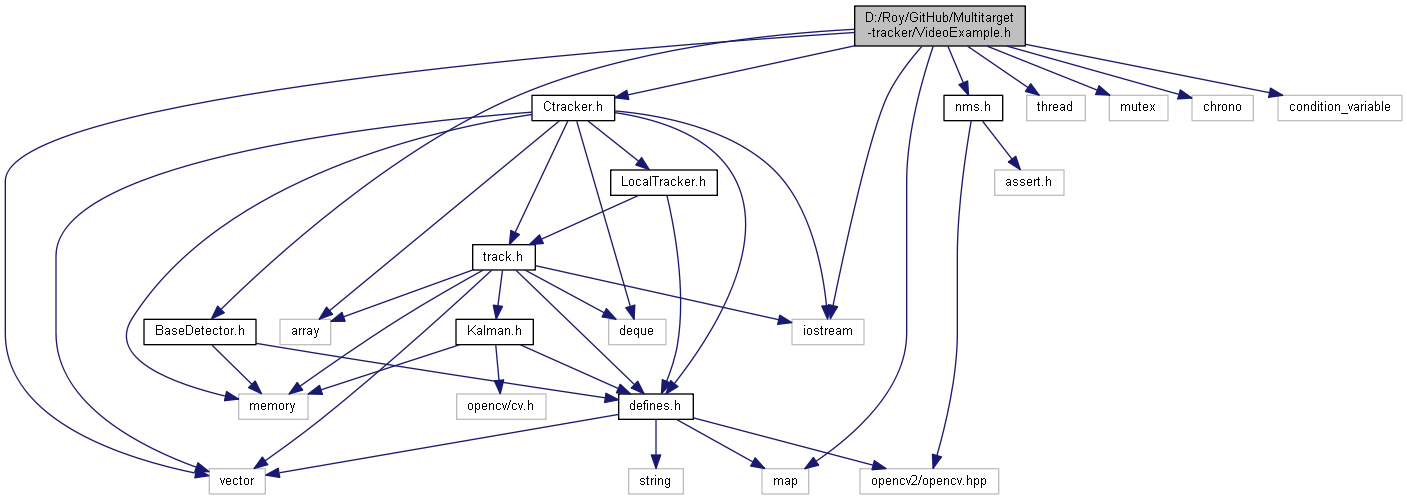 D:/Roy/GitHub/Multitarget
-tracker/VideoExample.h
Ctracker.h
nms.h
thread
mutex
chrono
condition_variable
LocalTracker.h
assert.h
track.h
BaseDetector.h
array
Kalman.h
deque
iostream
memory
opencv/cv.h
defines.h
vector
string
map
opencv2/opencv.hpp